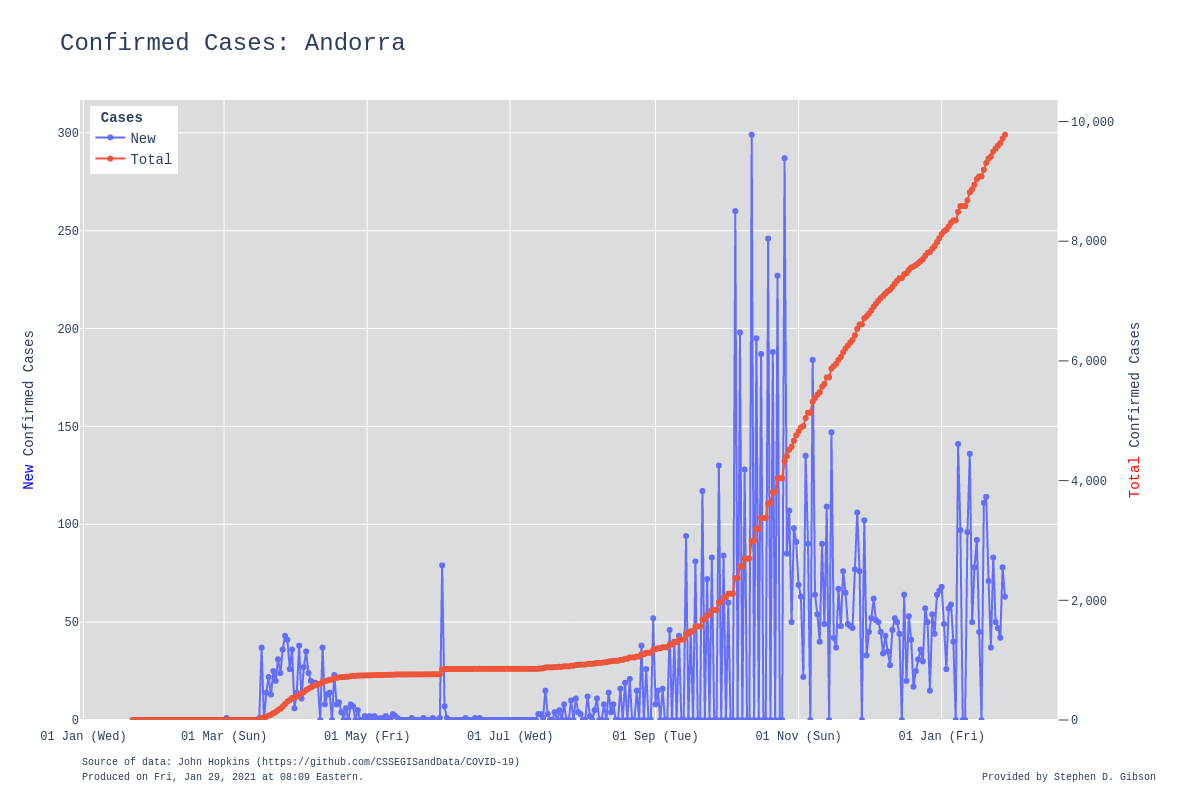 Confirmed Cases: Andorra
Cases
New
Total
300
250
200
150
100
50
0
10,000
8,000
6,000
4,000
2,000
0
New Confirmed Cases
Total Confirmed Cases
01 Jan (Wed)
01 Mar (Sun)
01 May (Fri)
01 Jul (Wed)
01 Sep (Tue)
01 Nov (Sun)
01 Jan (Fri)
Source of data: John Hopkins (https://github.com/CSSEGISandData/COVID-19)
Produced on Fri, Jan 29, 2021 at 08:09 Eastern.
Provided by Stephen D. Gibson